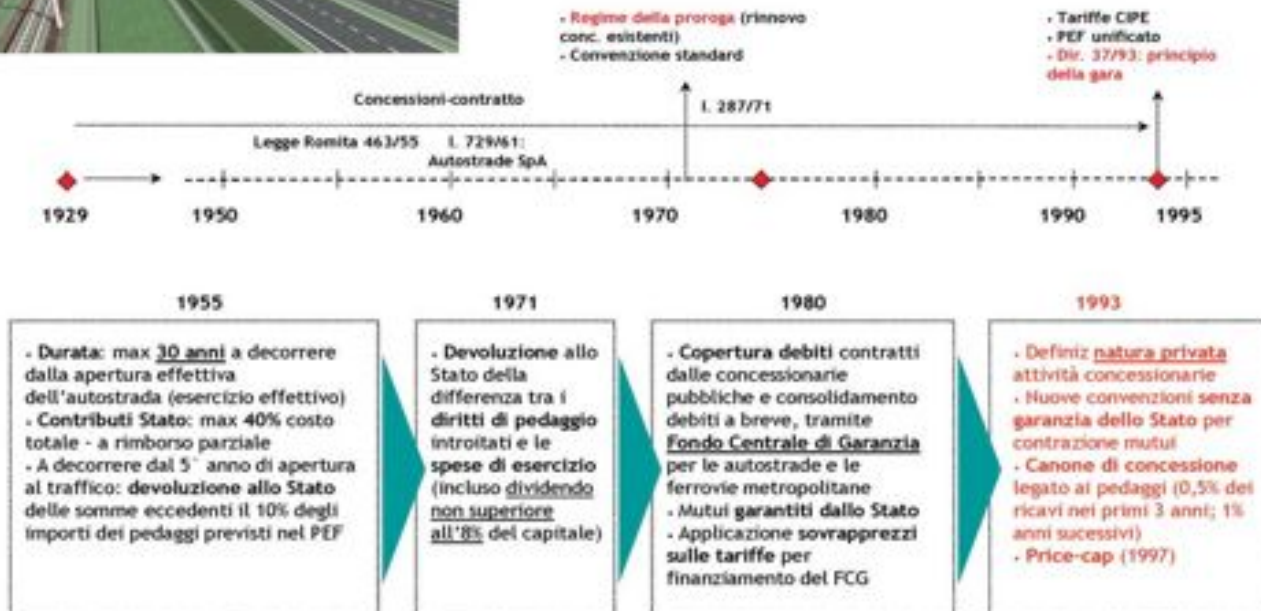 - Regime della proroga (rinnovo
conc. esistenti)
- Convenzione standard
- Tariffe CIPE
- PEF unificato
- Dir. 37/93: principio
della gara
Concessioni-contratto
l. 287/71
Legge Romita 463/55 l. 729/61:
Autostrade SpA
1929 1950 1960 1970 1980 1990 1995
1955
- Durata: max 30 anni a decorrere
dalla apertura effettiva
dell'autostrada (esercizio effettivo)
- Contributi Stato: max 40% costo
totale - a rimborso parziale
- A decorrere dal 5° anno di apertura
al traffico: devoluzione allo Stato
delle somme eccedenti il 10% degli
importi dei pedaggi previsti nel PEF
1971
- Devoluzione allo
Stato della
differenza tra i
diritti di pedaggio
introitati e le
spese di esercizio
(incluso dividendo
non superiore
all'8% del capitale)
1980
- Copertura debiti contratti
dalle concessionarie
pubbliche e consolidamento
debiti a breve, tramite
Fondo Centrale di Garanzia
per le autostrade e le
ferrovie metropolitane
- Mutui garantiti dallo Stato
- Applicazione sovrapprezzi
sulle tariffe per
finanziamento del FCG
1993
- Definiz natura privata
attività concessionarie
- Nuove convenzioni senza
garanzia dello Stato per
contrazione mutui
- Canone di concessione
legato ai pedaggi (0,5% dei
ricavi nei primi 3 anni; 1%
anni sucessivi)
- Price-cap (1997)